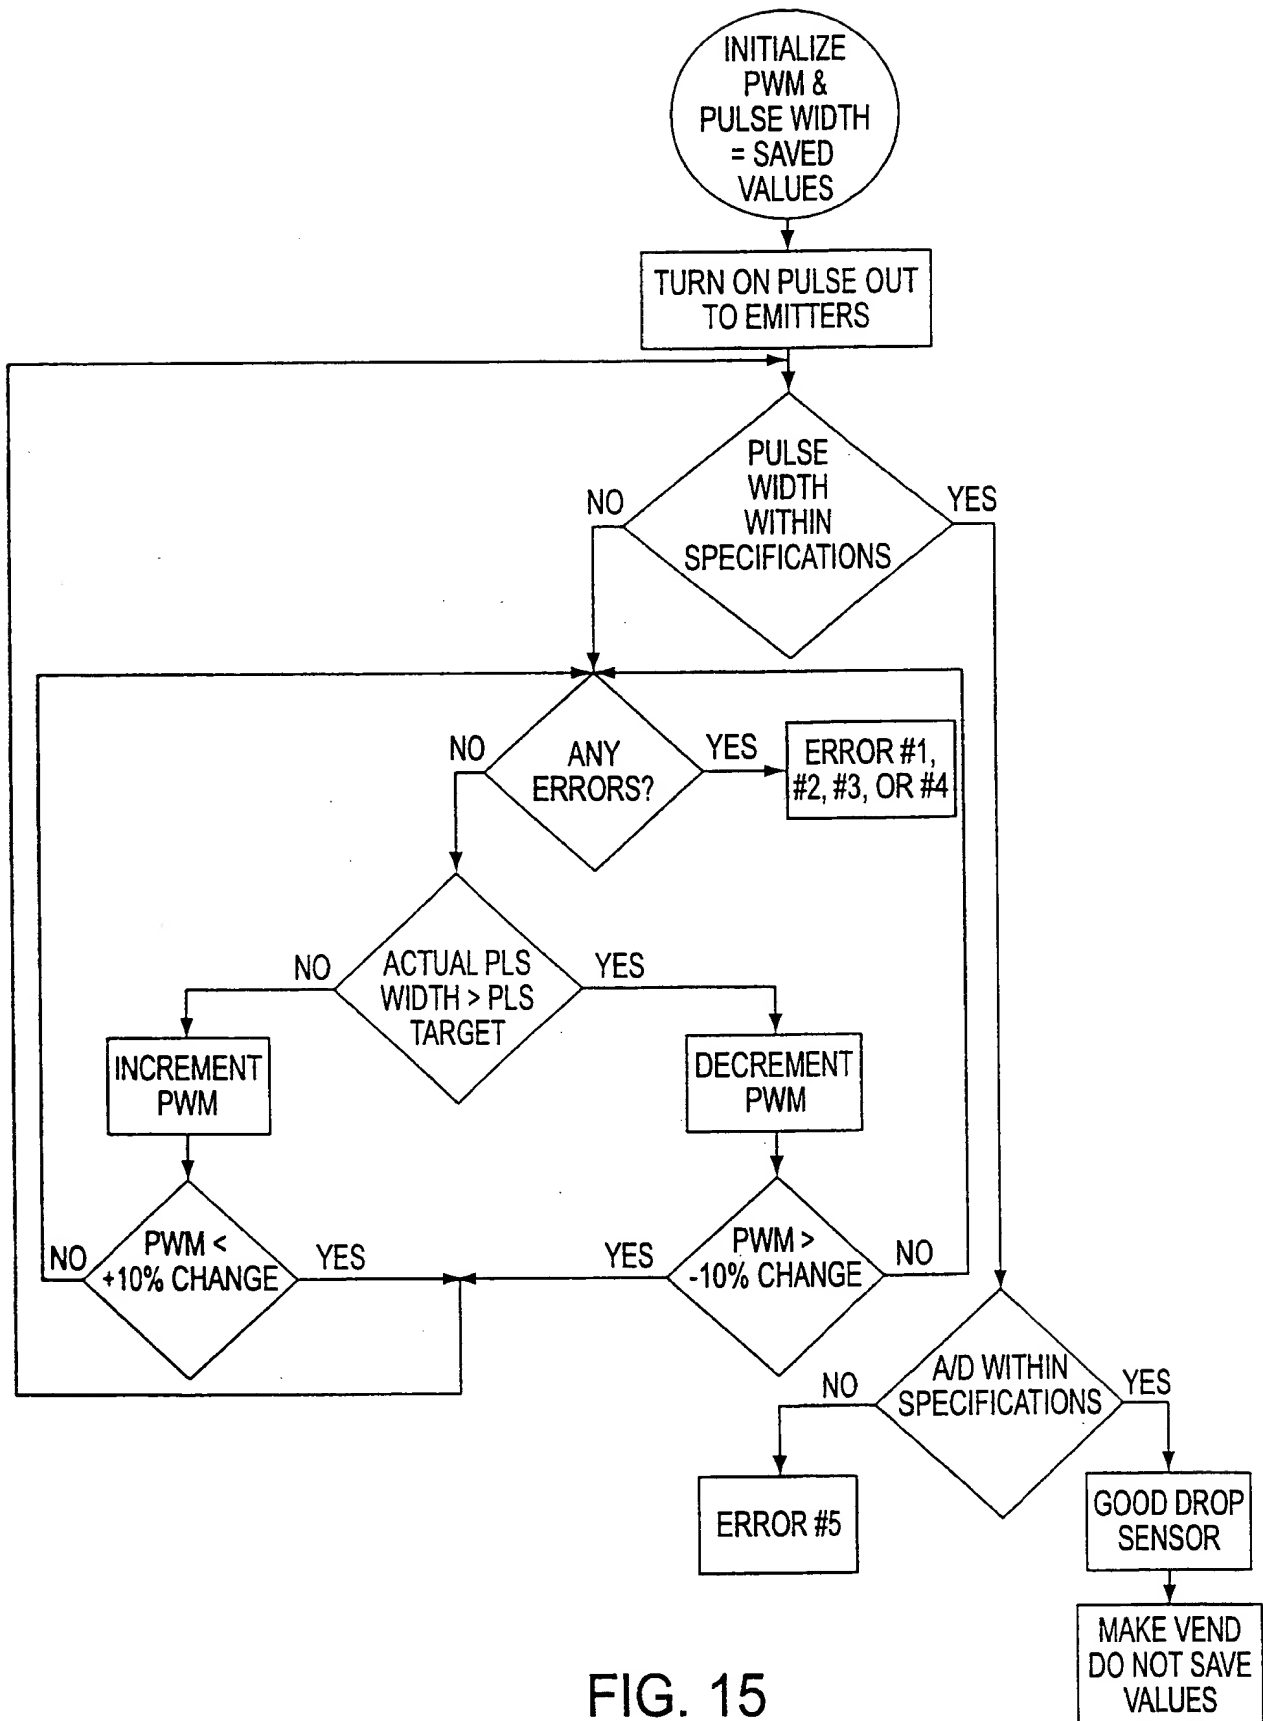 INITIALIZE
PWM &
PULSE WIDTH
= SAVED
VALUES
TURN ON PULSE OUT
TO EMITTERS
PULSE
WIDTH
WITHIN
SPECIFICATIONS
NO
YES
ANY
ERRORS?
NO
YES
ERROR #1,
#2, #3, OR #4
ACTUAL PLS
WIDTH > PLS
TARGET
NO
YES
INCREMENT
PWM
DECREMENT
PWM
PWM <
+10% CHANGE
NO
YES
PWM >
-10% CHANGE
YES
NO
A/D WITHIN
SPECIFICATIONS
NO
YES
ERROR #5
GOOD DROP
SENSOR
MAKE VEND
DO NOT SAVE
VALUES
FIG. 15